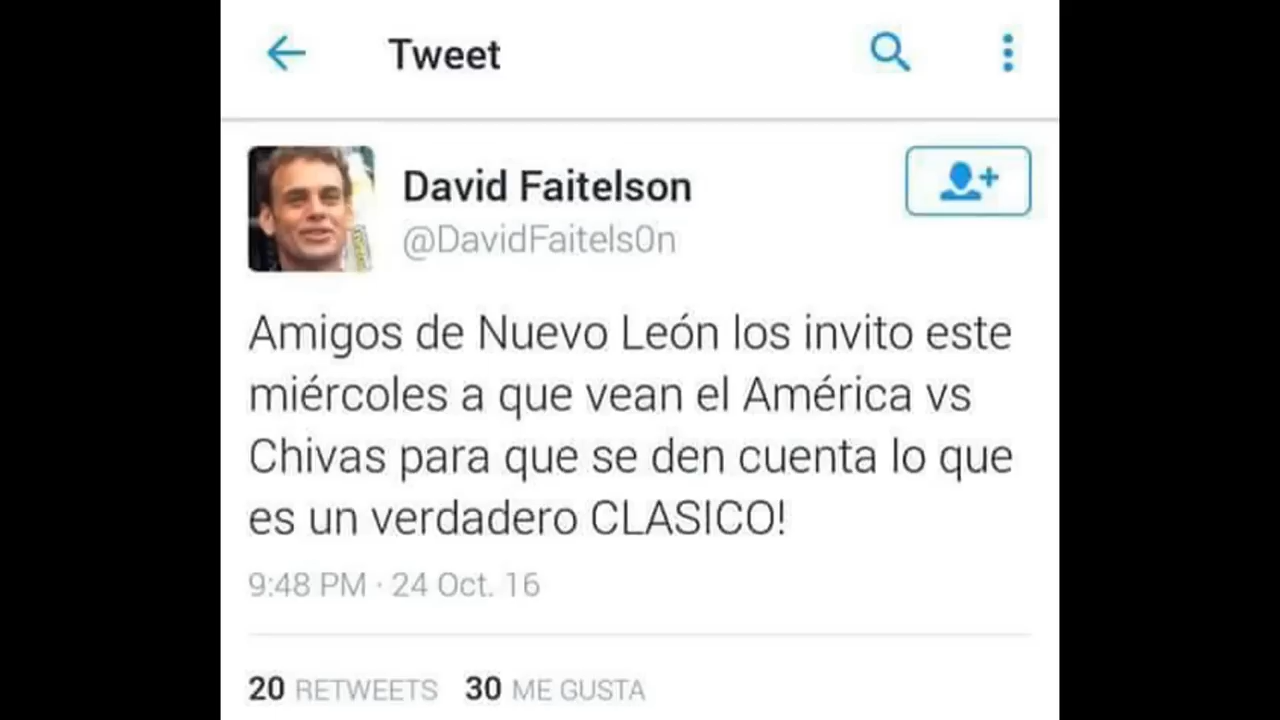 Tweet
David Faitelson
@DavidFaitels0n
Amigos de Nuevo León los invito este
miércoles a que vean el América vs
Chivas para que se den cuenta lo que
es un verdadero CLASICO!
9:48 PM · 24 Oct. 16
20 RETWEETS 30 ME GUSTA